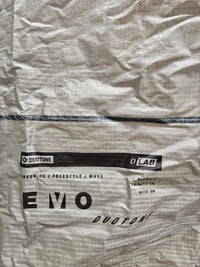 DUOTONE D/LAB
FREERIDE / FREESTYLE / WAVE
EVO
DUOTONE